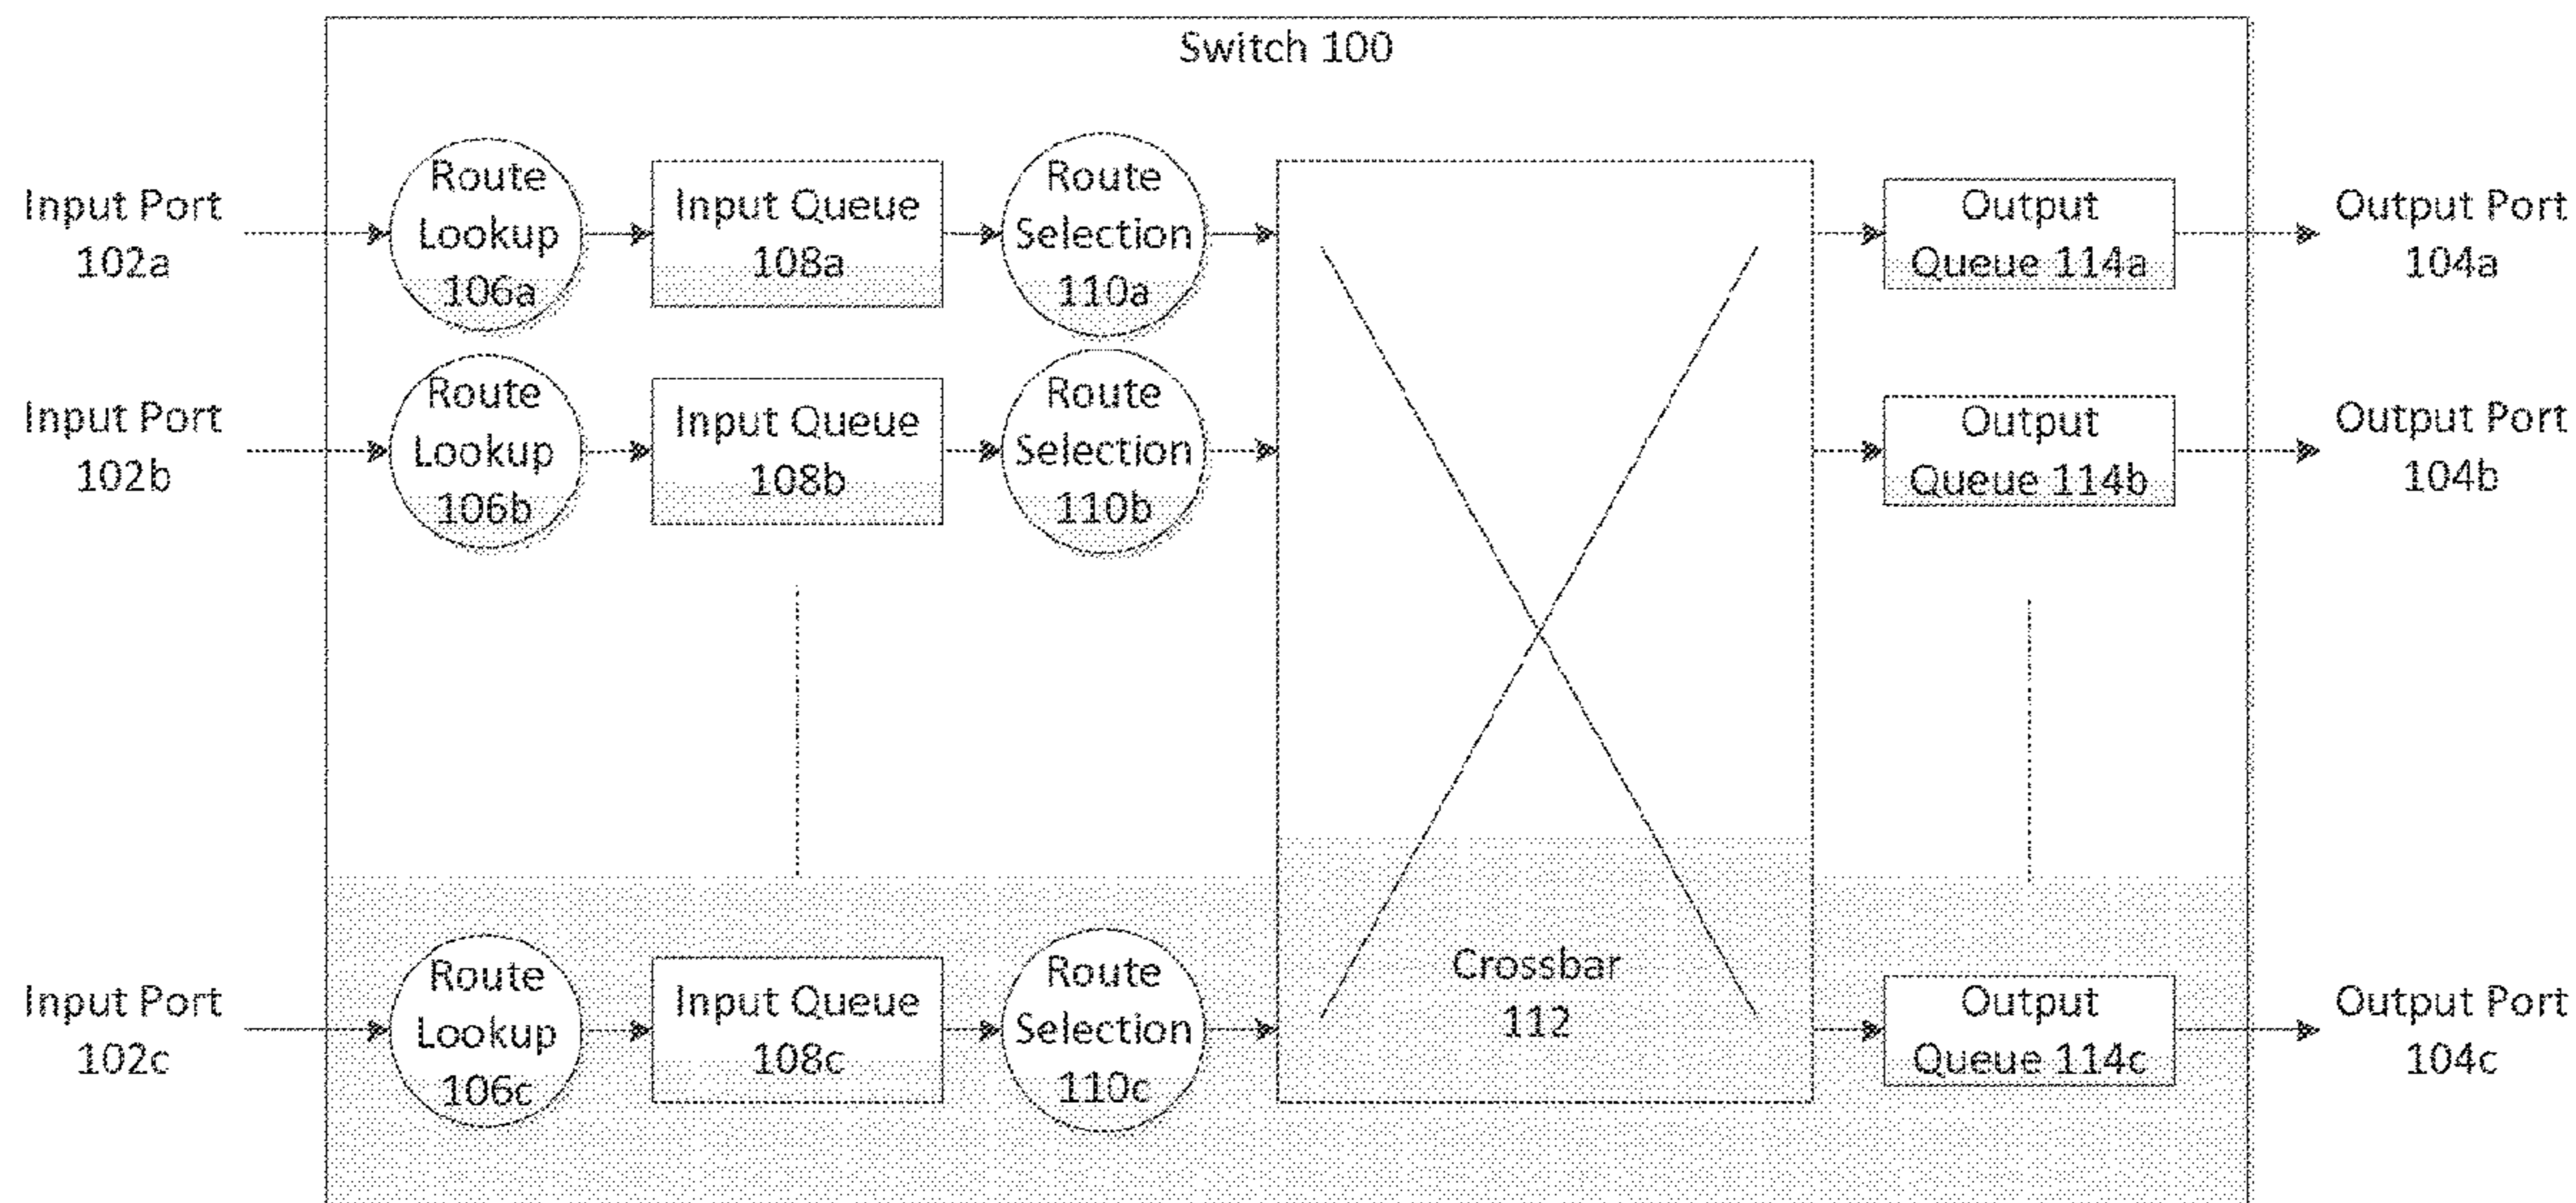 Switch 100
Input Port
102a
Route
Lookup
106a
Input Queue
108a
Route
Selection
110a
Output
Queue 114a
Output Port
104a
Input Port
102b
Route
Lookup
106b
Input Queue
108b
Route
Selection
110b
Output
Queue 114b
Output Port
104b
Input Port
102c
Route
Lookup
106c
Input Queue
108c
Route
Selection
110c
Crossbar
112
Output
Queue 114c
Output Port
104c